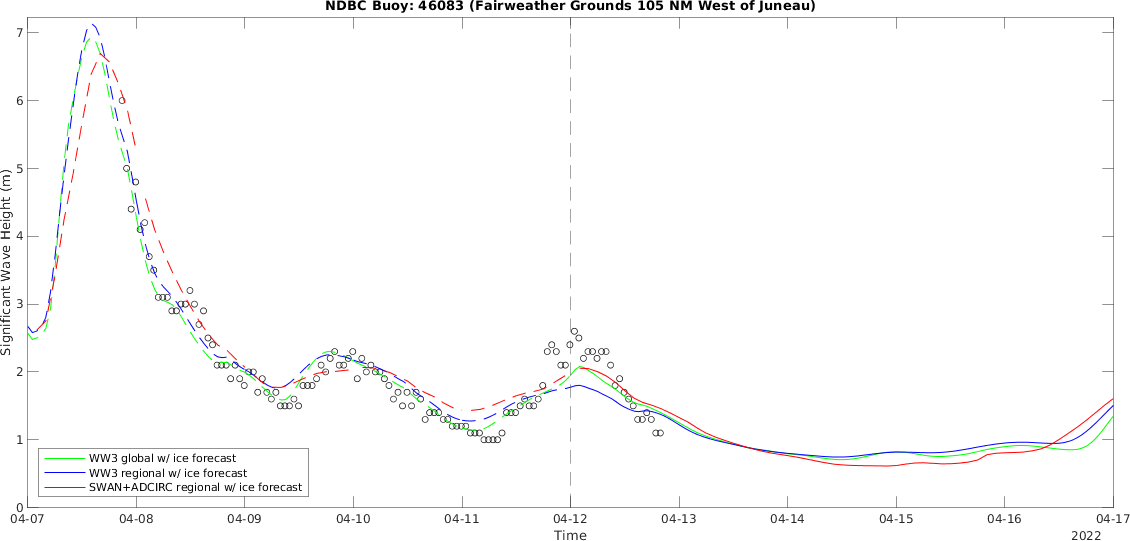 NDBC Buoy: 46083 (Fairweather Grounds 105 NM West of Juneau)
7
6
5
4
3
2
1
0
Significant Wave Height (m)
WW3 global w/ ice forecast
WW3 regional w/ ice forecast
SWAN+ADCIRC regional w/ ice forecast
04-07 04-08 04-09 04-10 04-11 04-12 04-13 04-14 04-15 04-16 04-17
Time
2022